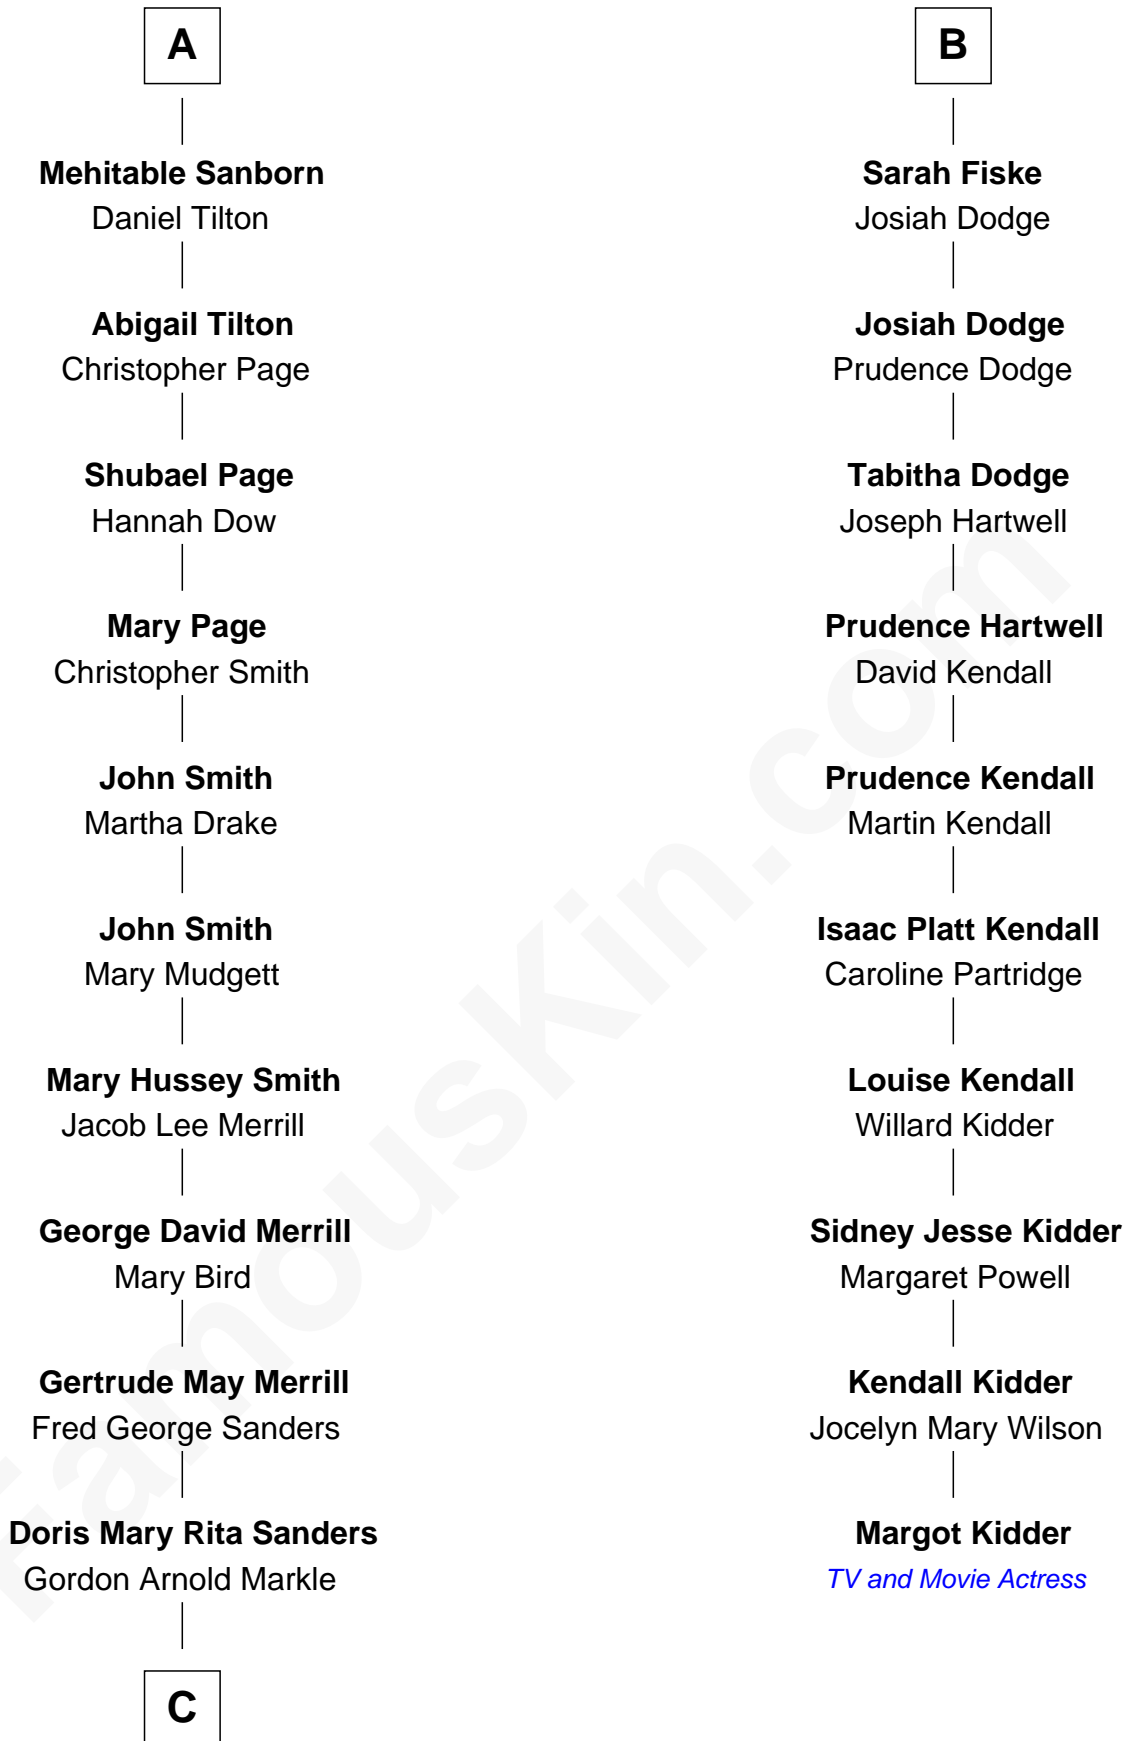 A
Mehitable Sanborn
Daniel Tilton
Abigail Tilton
Christopher Page
Shubael Page
Hannah Dow
Mary Page
Christopher Smith
John Smith
Martha Drake
John Smith
Mary Mudgett
Mary Hussey Smith
Jacob Lee Merrill
George David Merrill
Mary Bird
Gertrude May Merrill
Fred George Sanders
Doris Mary Rita Sanders
Gordon Arnold Markle
C
B
Sarah Fiske
Josiah Dodge
Josiah Dodge
Prudence Dodge
Tabitha Dodge
Joseph Hartwell
Prudence Hartwell
David Kendall
Prudence Kendall
Martin Kendall
Isaac Platt Kendall
Caroline Partridge
Louise Kendall
Willard Kidder
Sidney Jesse Kidder
Margaret Powell
Kendall Kidder
Jocelyn Mary Wilson
Margot Kidder
TV and Movie Actress
FamousKin.com